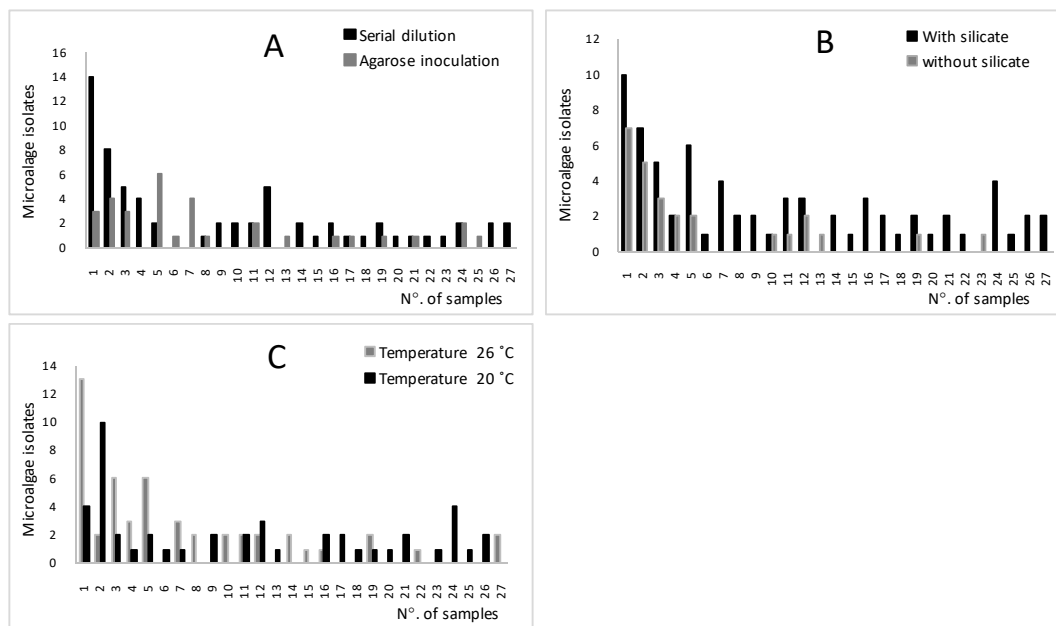 A
Serial dilution
Agarose inoculation
Microalage isolates
16
14
12
10
8
6
4
2
0
1 2 3 4 5 6 7 8 9 10 11 12 13 14 15 16 17 18 19 20 21 22 23 24 25 26 27
N°. of samples
B
With silicate
without silicate
Microalgae isolates
12
10
8
6
4
2
0
1 2 3 4 5 6 7 8 9 10 11 12 13 14 15 16 17 18 19 20 21 22 23 24 25 26 27
N°. of samples
C
Temperature 26 ˚C
Temperature 20 ˚C
Microalgae isolates
14
12
10
8
6
4
2
0
1 2 3 4 5 6 7 8 9 10 11 12 13 14 15 16 17 18 19 20 21 22 23 24 25 26 27
N°. of samples